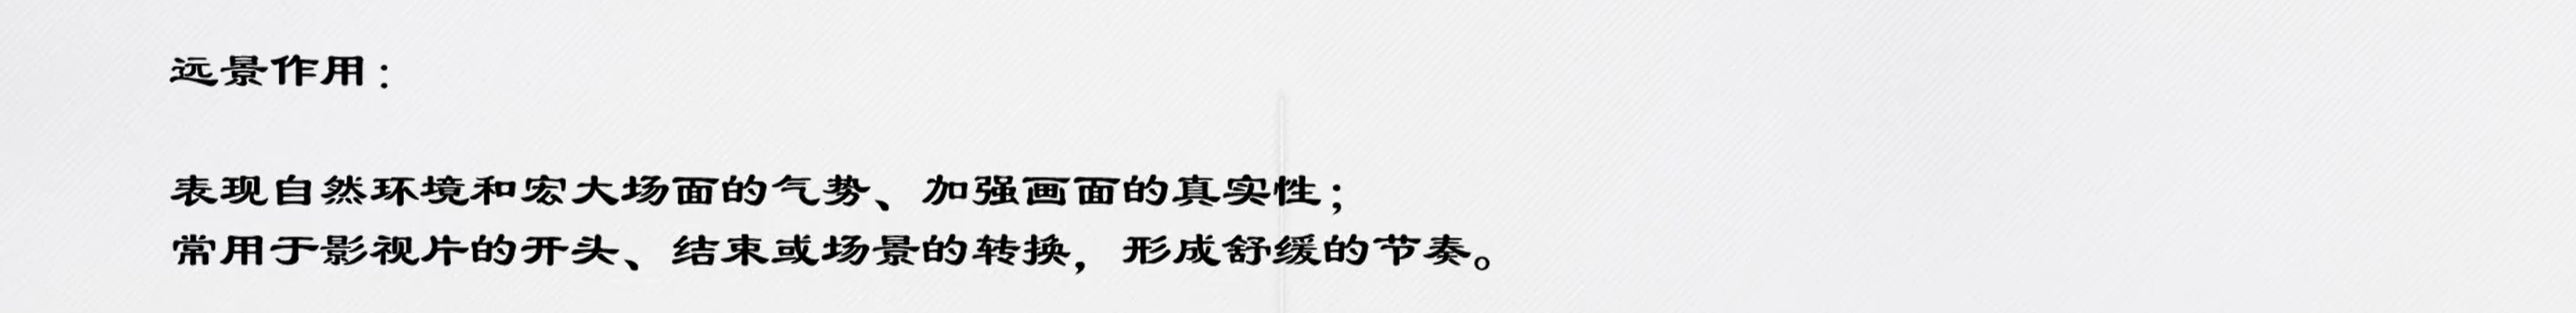 远景作用：
表现自然环境和宏大场面的气势、加强画面的真实性；
常用于影视片的开头、结束或场景的转换，形成舒缓的节奏。